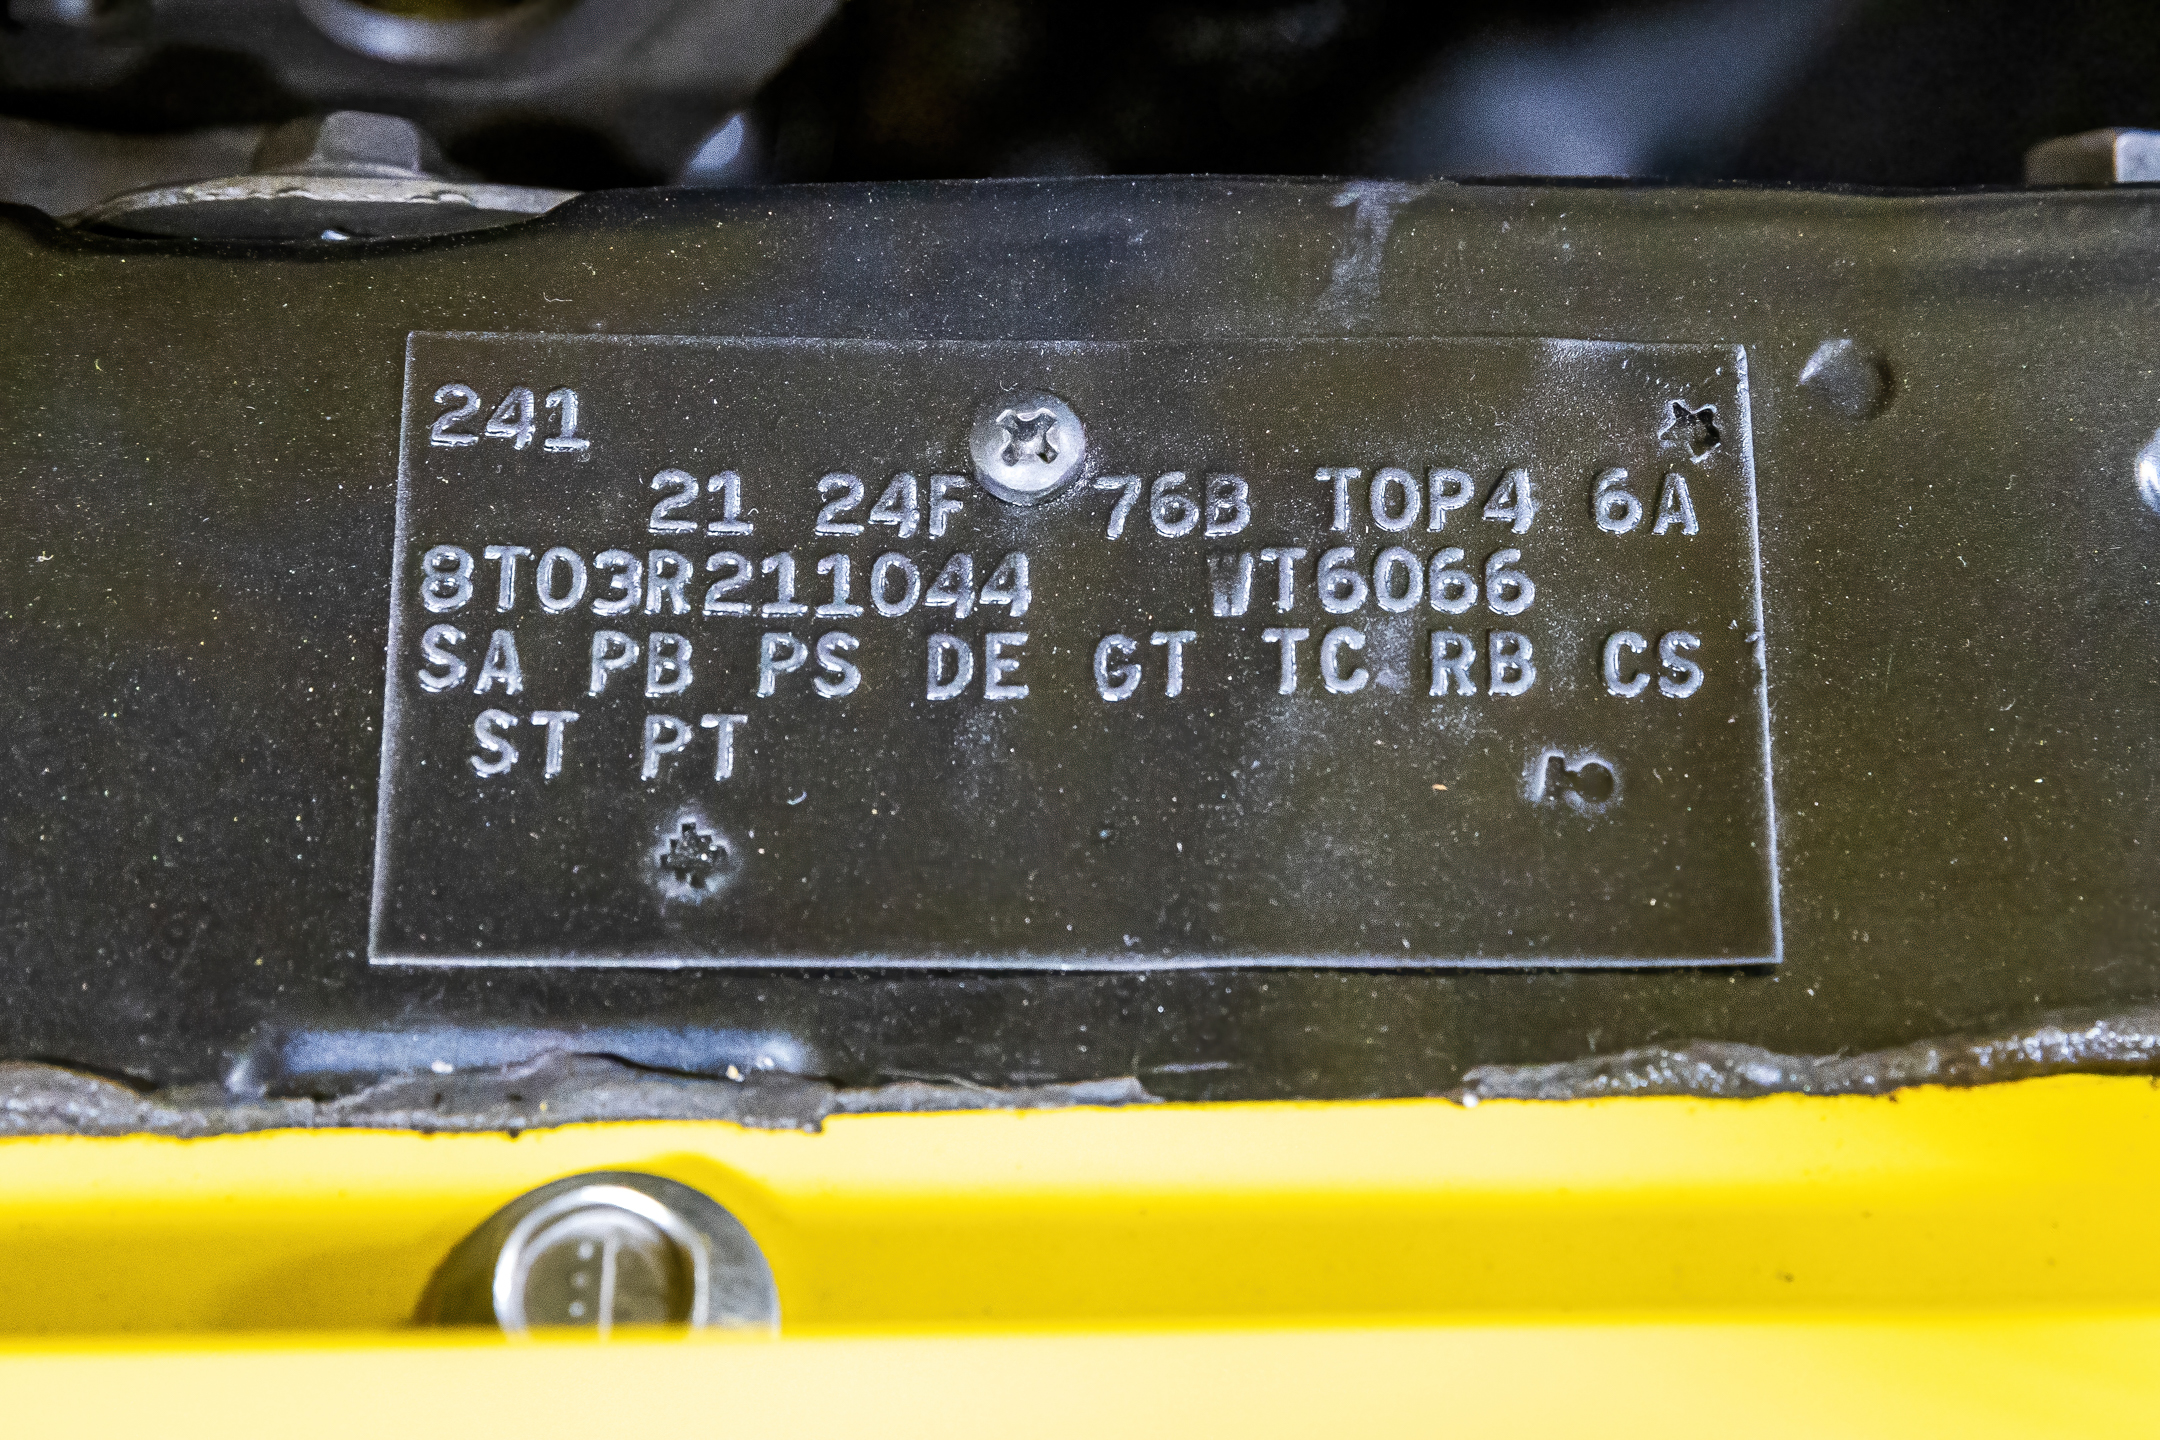 241
21 24F 76B TOP4 6A
8T03R211044 WT6066
SA PB PS DE GT TC RB CS
ST PT